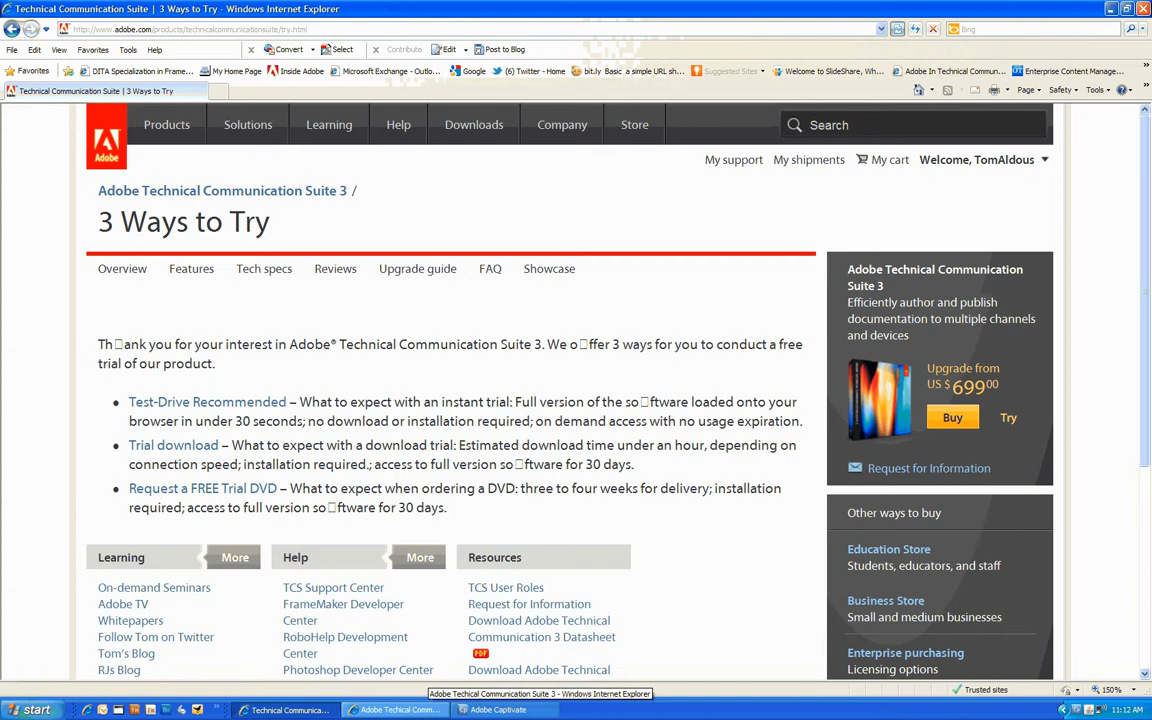 Technical Communication Suite | 3 Ways to Try - Windows Internet Explorer
http://www.adobe.com/products/technicalcommunicationsuite/try.html
Bing
File Edit View Favorites Tools Help
Convert Select Contribute Edit Post to Blog
Favorites DITA Specialization in Frame... My Home Page Inside Adobe Microsoft Exchange - Outlo... Google (6) Twitter - Home bit.ly Basic a simple URL sh... Suggested Sites Welcome to SlideShare, Wh... Adobe In Technical Commun... Enterprise Content Manage...
Technical Communication Suite | 3 Ways to Try
Page Safety Tools
Adobe
Products Solutions Learning Help Downloads Company Store
Search
My support My shipments My cart Welcome, TomAldous
Adobe Technical Communication Suite 3 /
3 Ways to Try
Overview Features Tech specs Reviews Upgrade guide FAQ Showcase
Th□ank you for your interest in Adobe® Technical Communication Suite 3. We o□ffer 3 ways for you to conduct a free
trial of our product.
• Test-Drive Recommended – What to expect with an instant trial: Full version of the so□ftware loaded onto your
browser in under 30 seconds; no download or installation required; on demand access with no usage expiration.
• Trial download – What to expect with a download trial: Estimated download time under an hour, depending on
connection speed; installation required.; access to full version so□ftware for 30 days.
• Request a FREE Trial DVD – What to expect when ordering a DVD: three to four weeks for delivery; installation
required; access to full version so□ftware for 30 days.
Learning More
On-demand Seminars
Adobe TV
Whitepapers
Follow Tom on Twitter
Tom's Blog
RJs Blog
Help More
TCS Support Center
FrameMaker Developer
Center
RoboHelp Development
Center
Photoshop Developer Center
Resources
TCS User Roles
Request for Information
Download Adobe Technical
Communication 3 Datasheet
PDF
Download Adobe Technical
Adobe Technical Communication
Suite 3
Efficiently author and publish
documentation to multiple channels
and devices
Upgrade from
US $69900
Buy Try
Request for Information
Other ways to buy
Education Store
Students, educators, and staff
Business Store
Small and medium businesses
Enterprise purchasing
Licensing options
Adobe Techical Communication Suite 3 - Windows Internet Explorer
Trusted sites 150%
start Technical Communica... Adobe Techical Comm... Adobe Captivate 11:12 AM